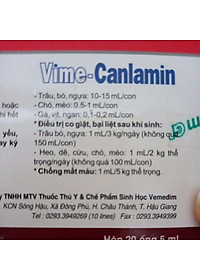 Vime-Canlamin
- Trâu, bò, ngựa: 10-15 mL/con
hoặc - Chó, mèo: 0.5-1 mL/con
hi hết - Gà, vịt, ngan: 0,1-0,2 mL/con
* Điều trị co giật, bại liệt sau khi sinh:
yếu, - Trâu, bò, ngựa: 1 mL/3 kg/ngày (không quá
ay ký 150 mL/con)
- Heo, dê, cừu, chó, mèo: 1 mL/2 kg thể
trọng/ngày (không quá 100 mL/con)
* Chống mất máu: 1 mL/5 kg thể trọng.
y TNHH MTV Thuốc Thú Y & Chế Phẩm Sinh Học Vemedim
KCN Sông Hậu, Xã Đông Phú, H. Châu Thành, T. Hậu Giang
Tel : 0293.3949269 (10 lines) Fax : 0293.3949399
Hộp 20 ống 5 mL